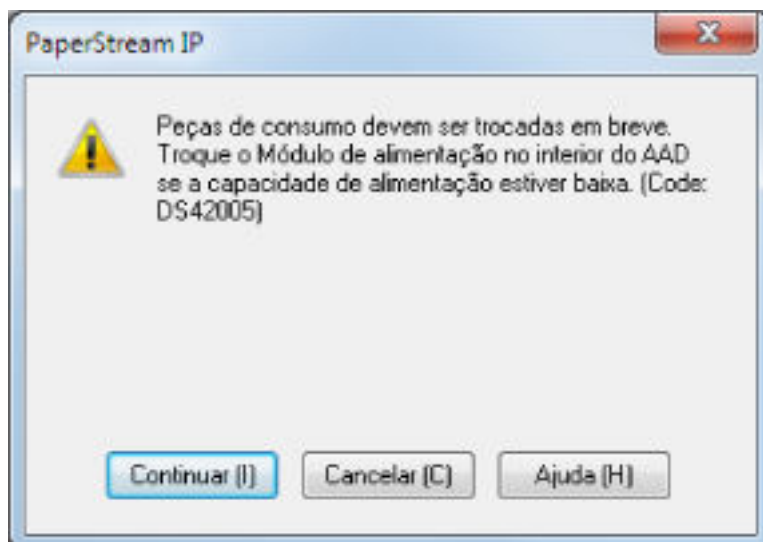 PaperStream IP
Peças de consumo devem ser trocadas em breve.
Troque o Módulo de alimentação no interior do AAD
se a capacidade de alimentação estiver baixa. (Code:
DS42005)
Continuar (I) Cancelar (C) Ajuda (H)